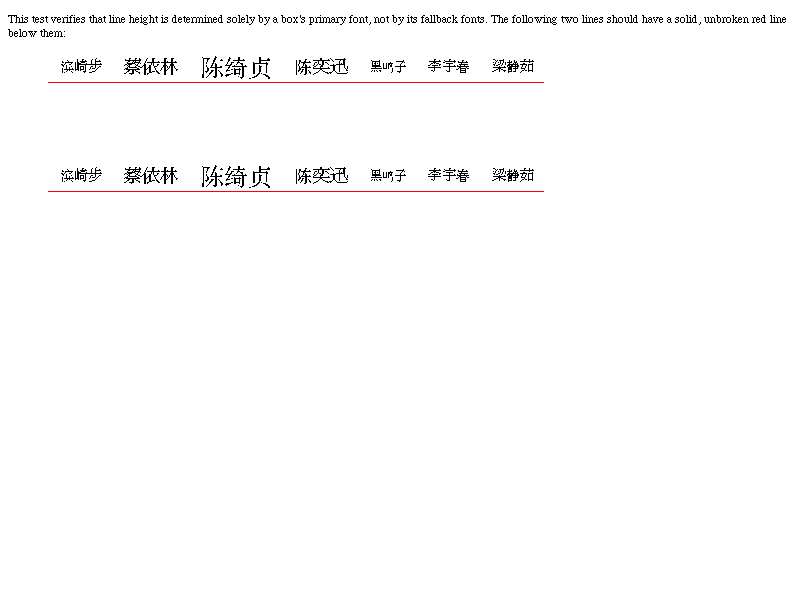 This test verifies that line height is determined solely by a box's primary font, not by its fallback fonts. The following two lines should have a solid, unbroken red line
below them:
滨崎步 蔡依林 陈绮贞 陈奕迅 黑鸭子 李宇春 梁静茹
滨崎步 蔡依林 陈绮贞 陈奕迅 黑鸭子 李宇春 梁静茹